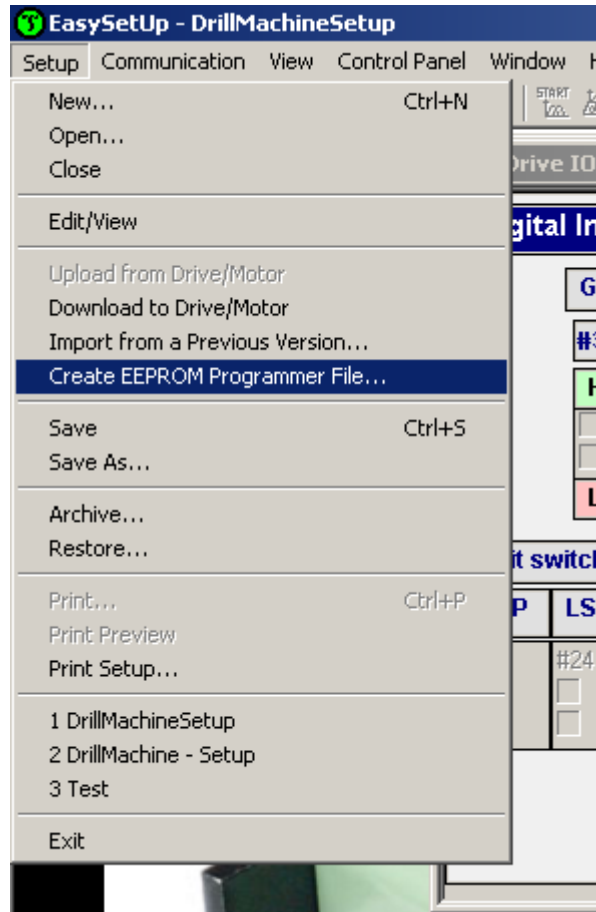 EasySetUp - DrillMachineSetup
Setup Communication View Control Panel Window
New... Ctrl+N
Open...
Close
Edit/View
Upload from Drive/Motor
Download to Drive/Motor
Import from a Previous Version...
Create EEPROM Programmer File...
Save Ctrl+S
Save As...
Archive...
Restore...
Print... Ctrl+P
Print Preview
Print Setup...
1 DrillMachineSetup
2 DrillMachine - Setup
3 Test
Exit
START
Drive IO
gital In
G
H
L
it switch
P LS
#24